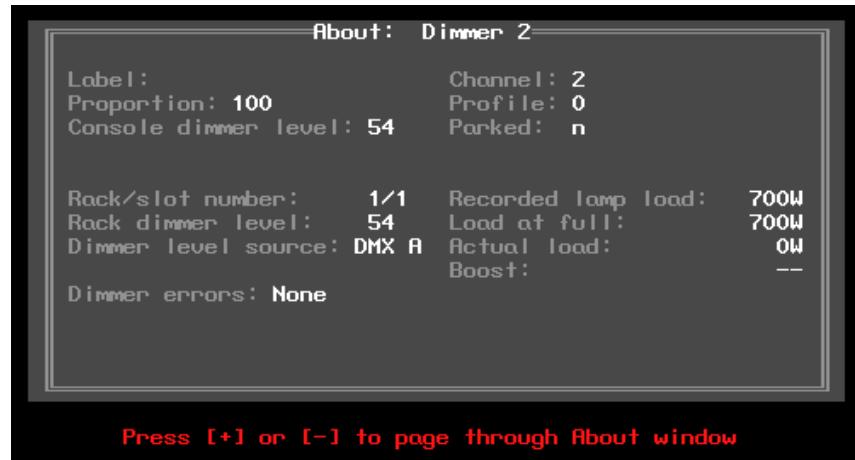 About: Dimmer 2
Label: Channel: 2
Proportion: 100 Profile: 0
Console dimmer level: 54 Parked: n
Rack/slot number: 1/1 Recorded lamp load: 700W
Rack dimmer level: 54 Load at full: 700W
Dimmer level source: DMX A Actual load: 0W
Boost: --
Dimmer errors: None
Press [+] or [-] to page through About window